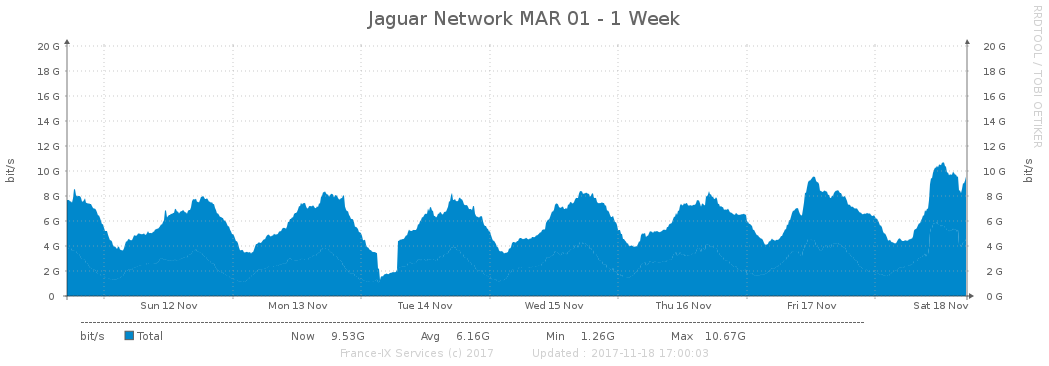 Jaguar Network MAR 01 - 1 Week
RRDTOOL / TOBI OETIKER
bit/s
20 G 20 G
18 G 18 G
16 G 16 G
14 G 14 G
12 G 12 G
10 G 10 G
8 G 8 G
6 G 6 G
4 G 4 G
2 G 2 G
0 0 G
bit/s
Sun 12 Nov Mon 13 Nov Tue 14 Nov Wed 15 Nov Thu 16 Nov Fri 17 Nov Sat 18 Nov
bit/s Total Now 9.53G Avg 6.16G Min 1.26G Max 10.67G
France-IX Services (c) 2017 Updated : 2017-11-18 17:00:03